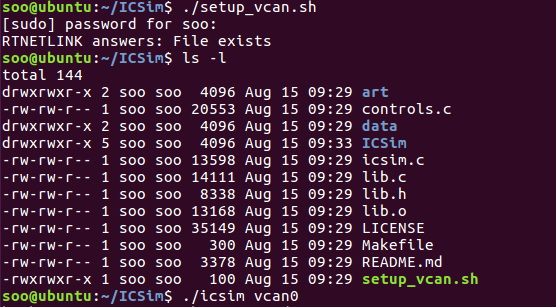 soo@ubuntu:~/ICSim$ ./setup_vcan.sh
[sudo] password for soo:
RTNETLINK answers: File exists
soo@ubuntu:~/ICSim$ ls -l
total 144
drwxrwxr-x 2 soo soo  4096 Aug 15 09:29 art
-rw-rw-r-- 1 soo soo 20553 Aug 15 09:29 controls.c
drwxrwxr-x 2 soo soo  4096 Aug 15 09:29 data
drwxrwxr-x 5 soo soo  4096 Aug 15 09:33 ICSim
-rw-rw-r-- 1 soo soo 13598 Aug 15 09:29 icsim.c
-rw-rw-r-- 1 soo soo 14111 Aug 15 09:29 lib.c
-rw-rw-r-- 1 soo soo  8338 Aug 15 09:29 lib.h
-rw-rw-r-- 1 soo soo 13168 Aug 15 09:29 lib.o
-rw-rw-r-- 1 soo soo 35149 Aug 15 09:29 LICENSE
-rw-rw-r-- 1 soo soo   300 Aug 15 09:29 Makefile
-rw-rw-r-- 1 soo soo  3378 Aug 15 09:29 README.md
-rwxrwxr-x 1 soo soo   100 Aug 15 09:29 setup_vcan.sh
soo@ubuntu:~/ICSim$ ./icsim vcan0